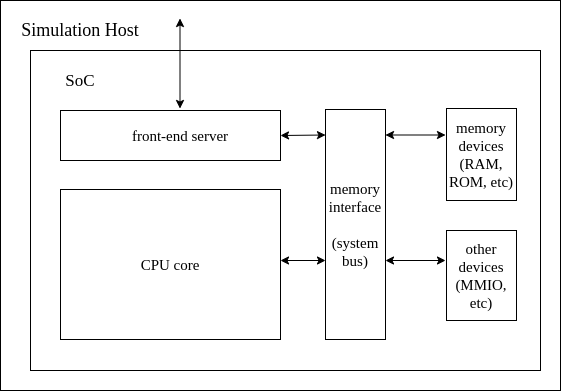 Simulation Host
SoC
front-end server
CPU core
memory
interface
(system
bus)
memory
devices
(RAM,
ROM, etc)
other
devices
(MMIO,
etc)